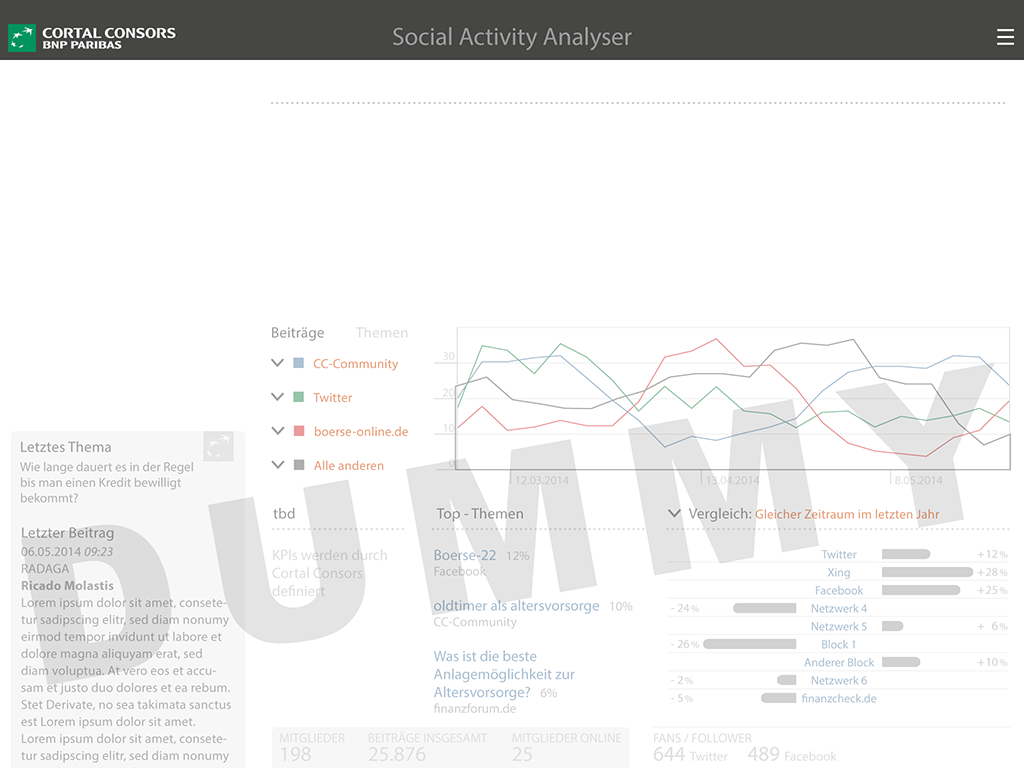 CORTAL CONSORS
BNP PARIBAS
Social Activity Analyser
Beiträge
Themen
CC-Community
Twitter
boerse-online.de
Alle anderen
30
20
10
0
12.03.2014
13.04.2014
8.05.2014
Letztes Thema
Wie lange dauert es in der Regel
bis man einen Kredit bewilligt
bekommt?
Letzter Beitrag
06.05.2014 09:23
RADAGA
Ricado Molastis
Lorem ipsum dolor sit amet, consete-
tur sadipscing elitr, sed diam nonumy
eirmod tempor invidunt ut labore et
dolore magna aliquyam erat, sed
diam voluptua. At vero eos et accu-
sam et justo duo dolores et ea rebum.
Stet Derivate, no sea takimata sanctus
est Lorem ipsum dolor sit amet.
Lorem ipsum dolor sit amet, consete-
tur sadipscing elitr, sed diam nonumy
tbd
KPIs werden durch
Cortal Consors
definiert
Top - Themen
Boerse-22 12%
Facebook
oldtimer als altersvorsorge 10%
CC-Community
Was ist die beste
Anlagemöglichkeit zur
Altersvorsorge? 6%
finanzforum.de
Vergleich: Gleicher Zeitraum im letzten Jahr
Twitter +12%
Xing +28%
Facebook +25%
- 24% Netzwerk 4
Netzwerk 5 + 6%
- 26% Block 1
Anderer Block +10%
- 2% Netzwerk 6
- 5% finanzcheck.de
MITGLIEDER
198
BEITRÄGE INSGESAMT
25.876
MITGLIEDER ONLINE
25
FANS / FOLLOWER
644 Twitter 489 Facebook
DUMMY